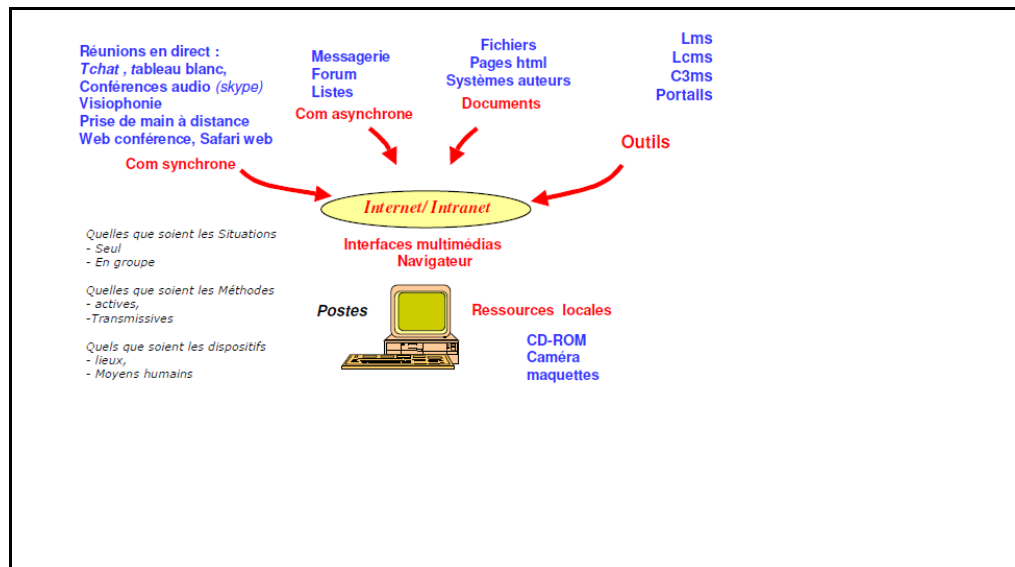 Réunions en direct :
Tchat , tableau blanc,
Conférences audio (skype)
Visiophonie
Prise de main à distance
Web conférence, Safari web
Com synchrone
Messagerie
Forum
Listes
Com asynchrone
Fichiers
Pages html
Systèmes auteurs
Documents
Lms
Lcms
C3ms
Portails
Outils
Internet/ Intranet
Interfaces multimédias
Navigateur
Quelles que soient les Situations
- Seul
- En groupe
Quelles que soient les Méthodes
- actives,
-Transmissives
Quels que soient les dispositifs
- lieux,
- Moyens humains
Postes
Ressources locales
CD-ROM
Caméra
maquettes